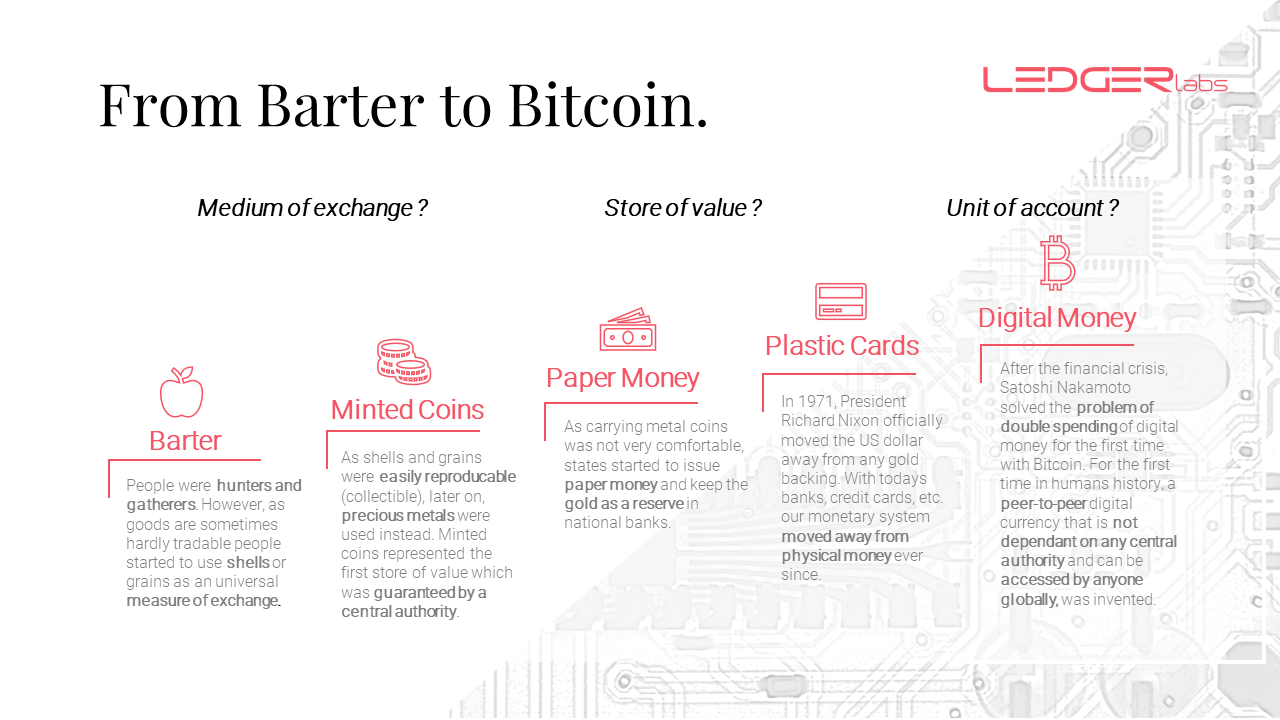 From Barter to Bitcoin.
LEDGER labs
Medium of exchange ?
Store of value ?
Unit of account ?
Barter
People were hunters and
gatherers. However, as
goods are sometimes
hardly tradable people
started to use shells or
grains as an universal
measure of exchange.
Minted Coins
As shells and grains
were easily reproducable
(collectible), later on,
precious metals were
used instead. Minted
coins represented the
first store of value which
was guaranteed by a
central authority.
Paper Money
As carrying metal coins
was not very comfortable,
states started to issue
paper money and keep the
gold as a reserve in
national banks.
Plastic Cards
In 1971, President
Richard Nixon officially
moved the US dollar
away from any gold
backing. With todays
banks, credit cards, etc.
our monetary system
moved away from
physical money ever
since.
Digital Money
After the financial crisis,
Satoshi Nakamoto
solved the problem of
double spending of digital
money for the first time
with Bitcoin. For the first
time in humans history, a
peer-to-peer digital
currency that is not
dependant on any central
authority and can be
accessed by anyone
globally, was invented.